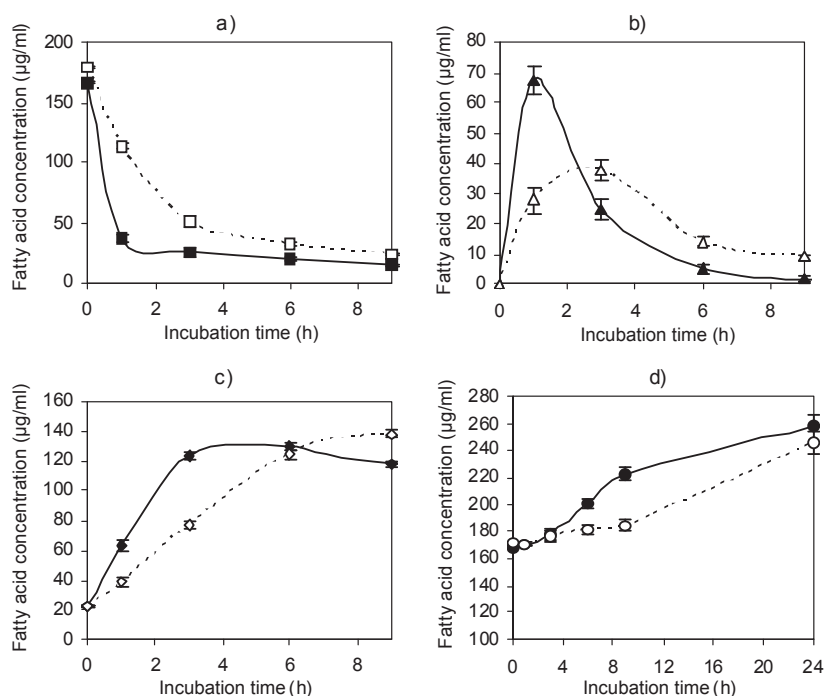 a)
Fatty acid concentration (µg/ml)
200
150
100
50
0
0 2 4 6 8
Incubation time (h)
b)
Fatty acid concentration (µg/ml)
80
70
60
50
40
30
20
10
0
0 2 4 6 8
Incubation time (h)
c)
Fatty acid concentration (µg/ml)
160
140
120
100
80
60
40
20
0
0 2 4 6 8
Incubation time (h)
d)
Fatty acid concentration (µg/ml)
280
260
240
220
200
180
160
140
120
100
0 4 8 12 16 20 24
Incubation time (h)